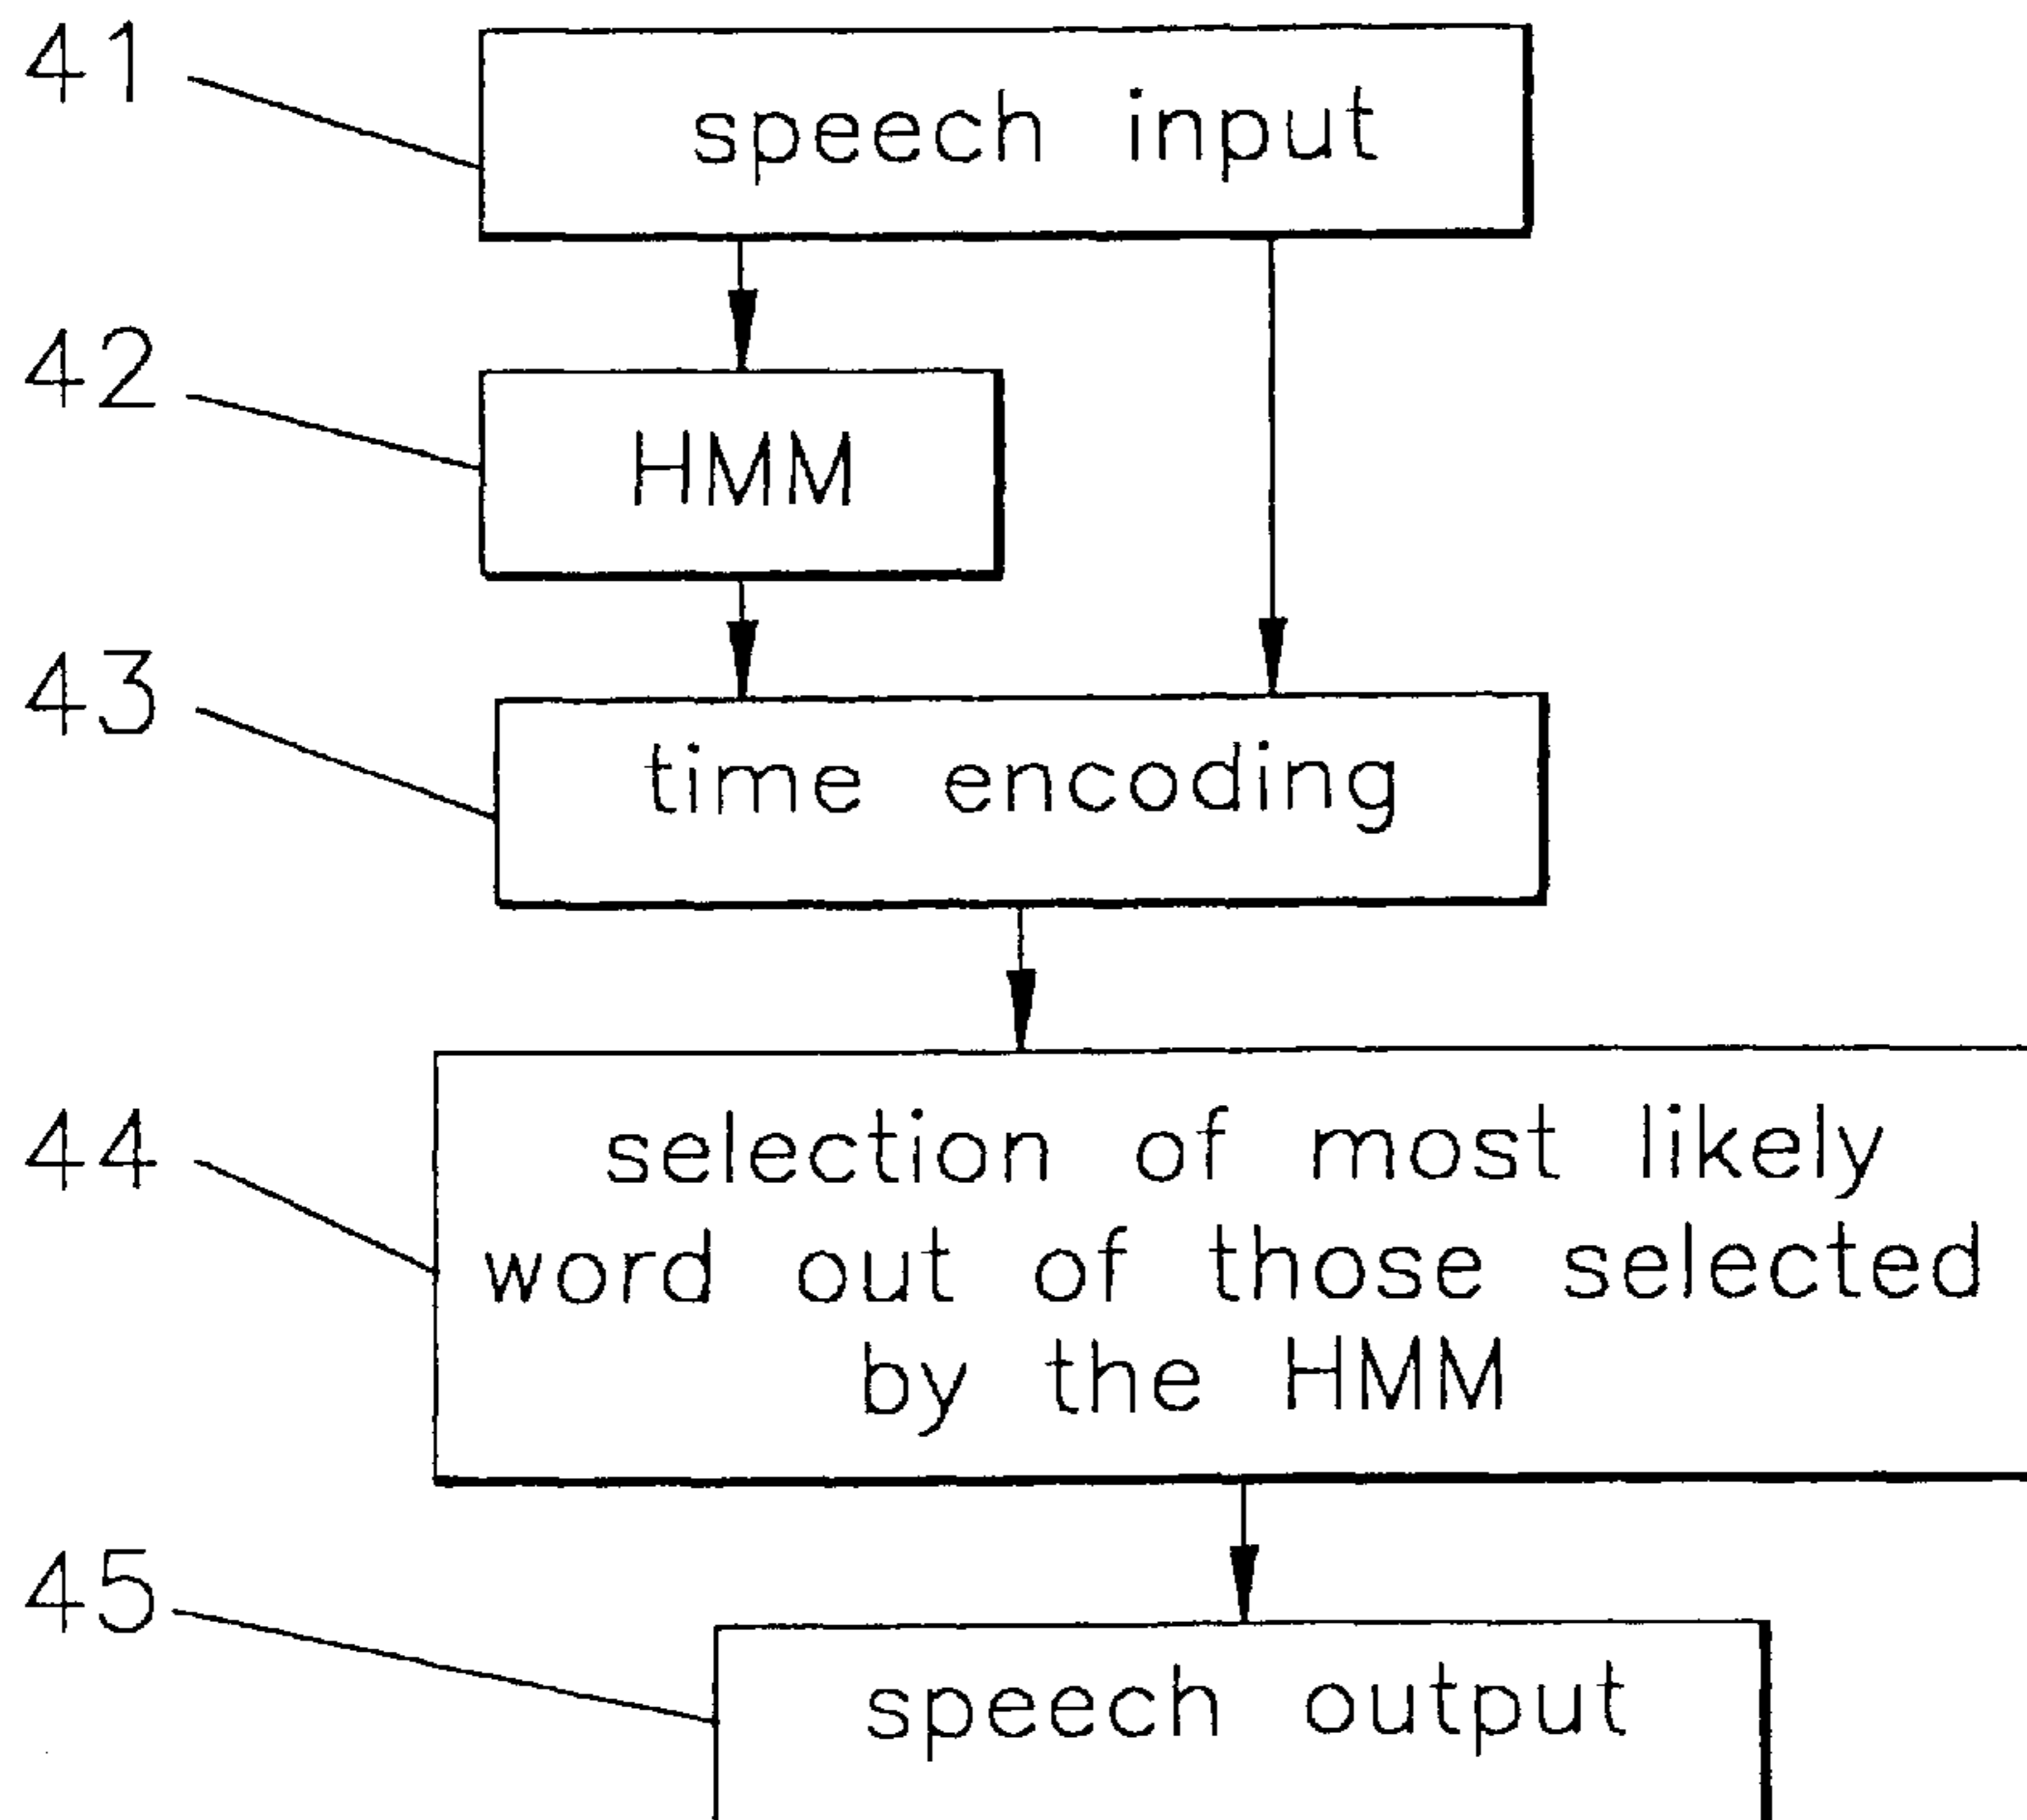 41
speech input
42
HMM
43
time encoding
44
selection of most likely
word out of those selected
by the HMM
45
speech output